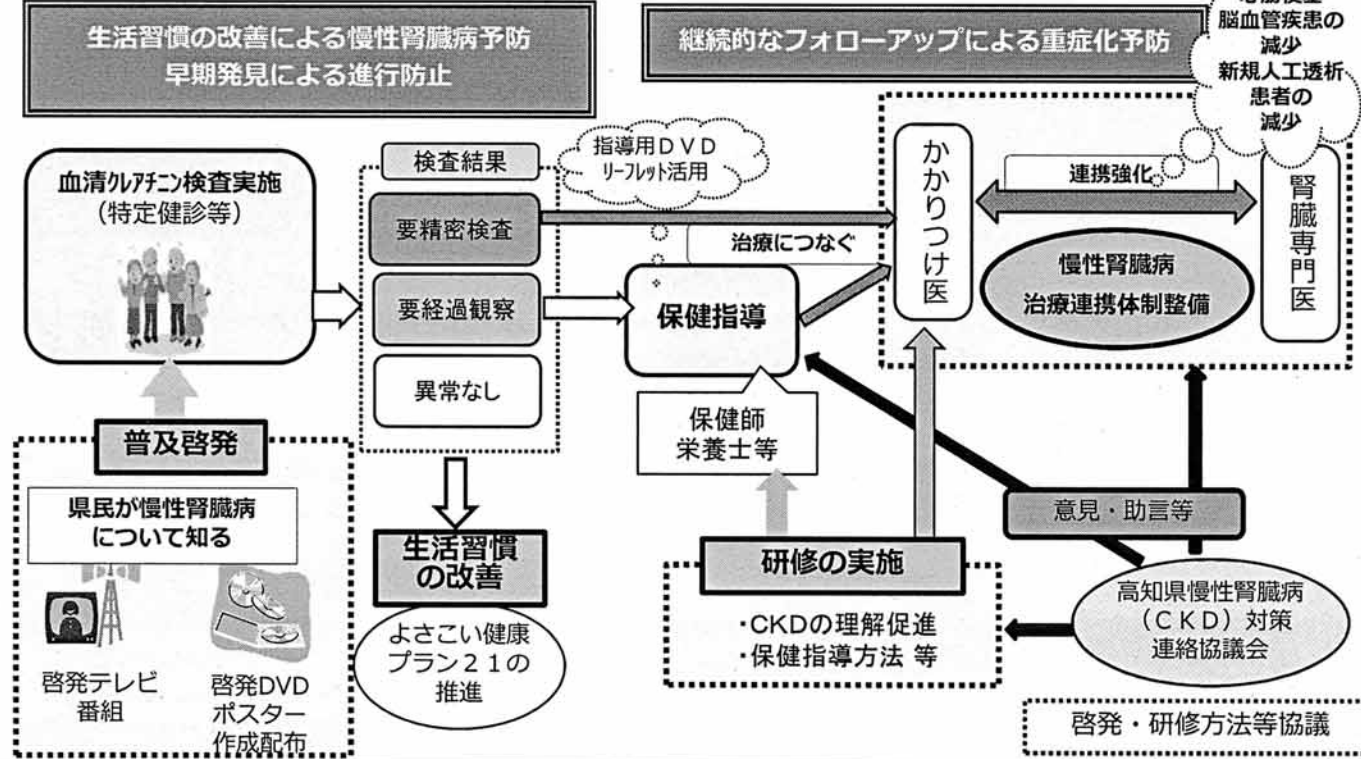 生活習慣の改善による慢性腎臓病予防
早期発見による進行防止
継続的なフォローアップによる重症化予防
脳血管疾患の
減少
新規人工透析
患者の
減少
血清クレアチニン検査実施
(特定健診等)
検査結果
要精密検査
要経過観察
異常なし
指導用DVD
リーフレット活用
治療につなぐ
保健指導
保健師
栄養士等
かかりつけ医
連携強化
慢性腎臓病
治療連携体制整備
腎臓専門医
普及啓発
県民が慢性腎臓病
について知る
啓発テレビ
番組
啓発DVD
ポスター
作成配布
生活習慣
の改善
よさこい健康
プラン21の
推進
研修の実施
・CKDの理解促進
・保健指導方法 等
意見・助言等
高知県慢性腎臓病
(CKD)対策
連絡協議会
啓発・研修方法等協議